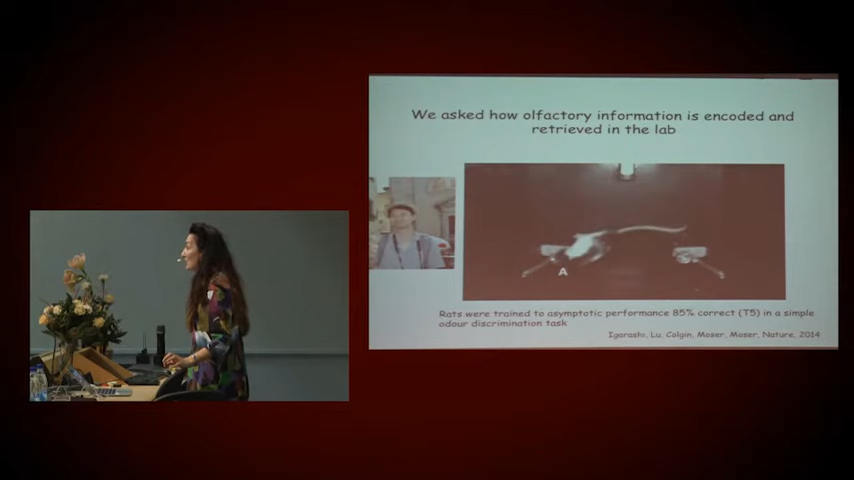 We asked how olfactory information is encoded and
retrieved in the lab
A
Rats were trained to asymptotic performance 85% correct (T5) in a simple
odour discrimination task
Igarashi, Lu, Colgin, Moser, Moser, Nature, 2014